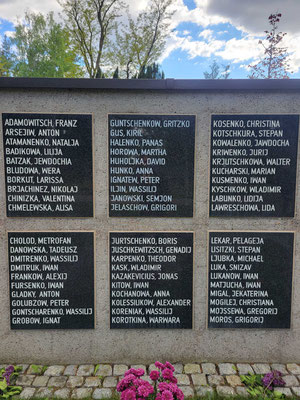 ADAMOWITSCH, FRANZ
ARSEJIW, ANTON
ATAMANENKO, NATALJA
BADIKOWA, LILIJA
BATZAK, JEWDOCHA
BLUDOWA, WERA
BORKUT, LARISSA
BRJACHINEZ, NIKOLAJ
CHINIZKA, VALENTINA
CHMELEWSKA, ALISA
GUNTSCHENKOW, GRITZKO
GUS, KIRIL
HALENKO, PANAS
HOROWA, MARTHA
HUHOLJKA, DAVID
HUNKO, ANNA
IGNATEW, PETER
ILJIN, WASSILIJ
JANOWSKI, SEMJON
JELASCHOW, GRIGORI
KOSENKO, CHRISTINA
KOTSCHKURA, STEPAN
KOWALENKO, JAWDOCHA
KRIWENKO, JURIJ
KRJUTSCHKOWA, WALTER
KUCHARSKI, MARIAN
KUSMENKO, IWAN
KYSCHKOW, WLADIMIR
LABUNKO, LIDIJA
LAWRESCHOWA, LIDA
CHOLOD, METROFAN
DANOWSKA, TADEUSZ
DMITRENKO, WASSILIJ
DMITRIJK, IWAN
FRANKOW, ALEXIJ
FURSENKO, IWAN
GLADKY, ANTON
GOLUBZOW, PETER
GONTSCHARENKO, WASSILIJ
GROBOW, IGNAT
JURTSCHENKO, BORIS
JUSCHKEWITSCH, GENADIJ
KARPENKO, THEODOR
KASK, WLADIMIR
KAZAKEVICIUS, JONAS
KITOW, IWAN
KOCHANOWA, ANNA
KOLESSIUKOW, ALEXANDER
KORENIAK, WASSILIJ
KOROTKINA, WARWARA
LEKAR, PELAGEJA
LISITZKI, STEPAN
LJUBKA, MICHAEL
LUKA, SNIZAV
LUKANOW, IWAN
MATJUCHA, IWAN
MIGAL, JEKATERINA
MOGILEJ, CHRISTIANA
MOJSSEWA, GREGORIJ
MOROS, GRIGORIJ